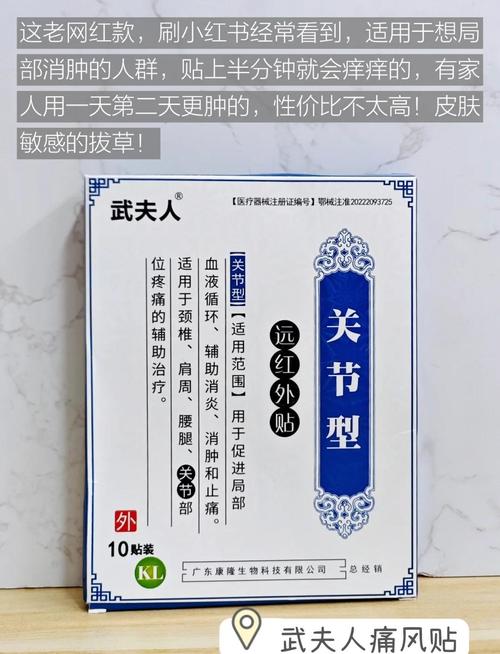 这老网红款，刷小红书经常看到，适用于想局
部消肿的人群，贴上半分钟就会痒痒的，有家
人用一天第二天更肿的，性价比不太高！皮肤
敏感的拔草！
武夫人®
【医疗器械注册证编号】鄂械注准20222093725
关节型
远红外贴
【关节型】【适用范围】用于促进局部
血液循环、辅助消炎、消肿和止痛。
适用于颈椎、肩周、腰腿、关节部
位疼痛的辅助治疗。
外
10贴装
KL
广东康隆生物科技有限公司 总经销
武夫人痛风贴